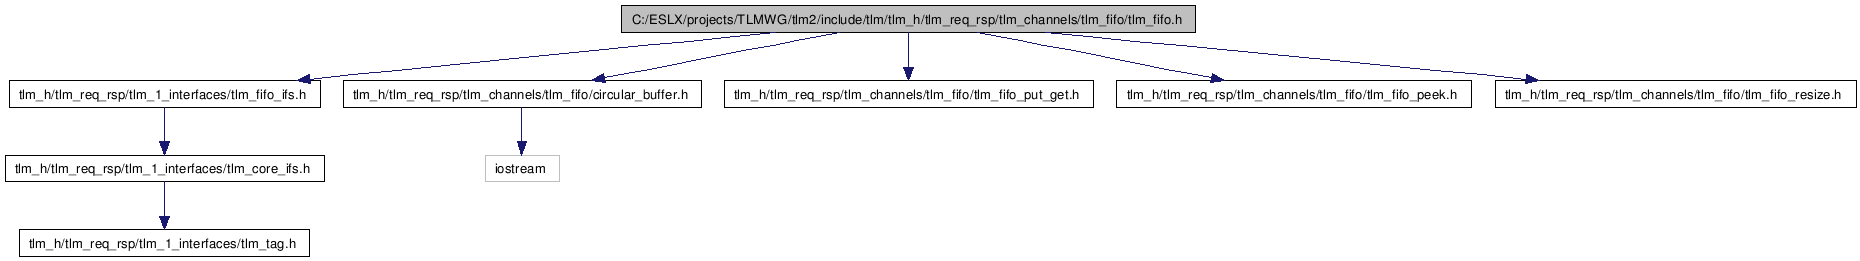 C:/ESLX/projects/TLMWG/tlm2/include/tlm/tlm_h/tlm_req_rsp/tlm_channels/tlm_fifo/tlm_fifo.h
tlm_h/tlm_req_rsp/tlm_1_interfaces/tlm_fifo_ifs.h
tlm_h/tlm_req_rsp/tlm_channels/tlm_fifo/circular_buffer.h
tlm_h/tlm_req_rsp/tlm_channels/tlm_fifo/tlm_fifo_put_get.h
tlm_h/tlm_req_rsp/tlm_channels/tlm_fifo/tlm_fifo_peek.h
tlm_h/tlm_req_rsp/tlm_channels/tlm_fifo/tlm_fifo_resize.h
tlm_h/tlm_req_rsp/tlm_1_interfaces/tlm_core_ifs.h
iostream
tlm_h/tlm_req_rsp/tlm_1_interfaces/tlm_tag.h